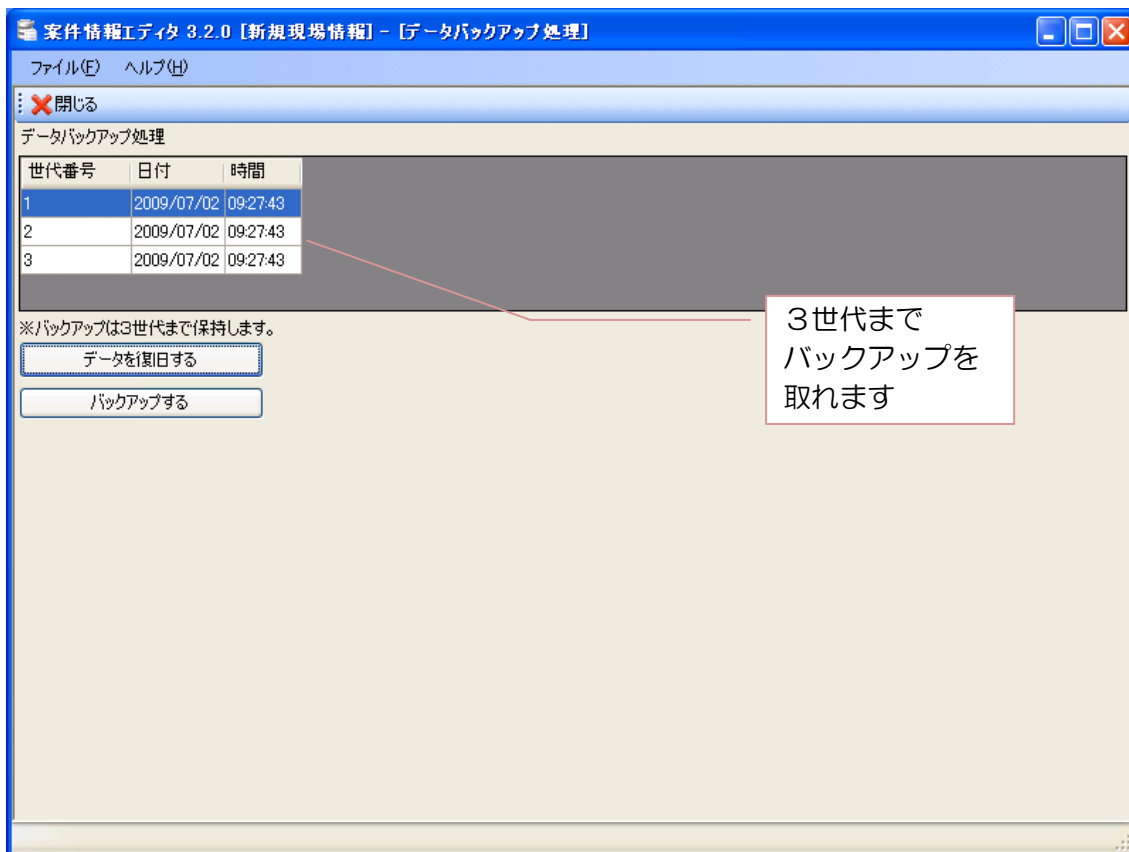 案件情報エディタ 3.2.0 [新規現場情報] - [データバックアップ処理]
ファイル(F) ヘルプ(H)
閉じる
データバックアップ処理
世代番号 日付 時間
1 2009/07/02 09:27:43
2 2009/07/02 09:27:43
3 2009/07/02 09:27:43
※バックアップは3世代まで保持します。
データを復旧する
バックアップする
３世代まで
バックアップを
取れます